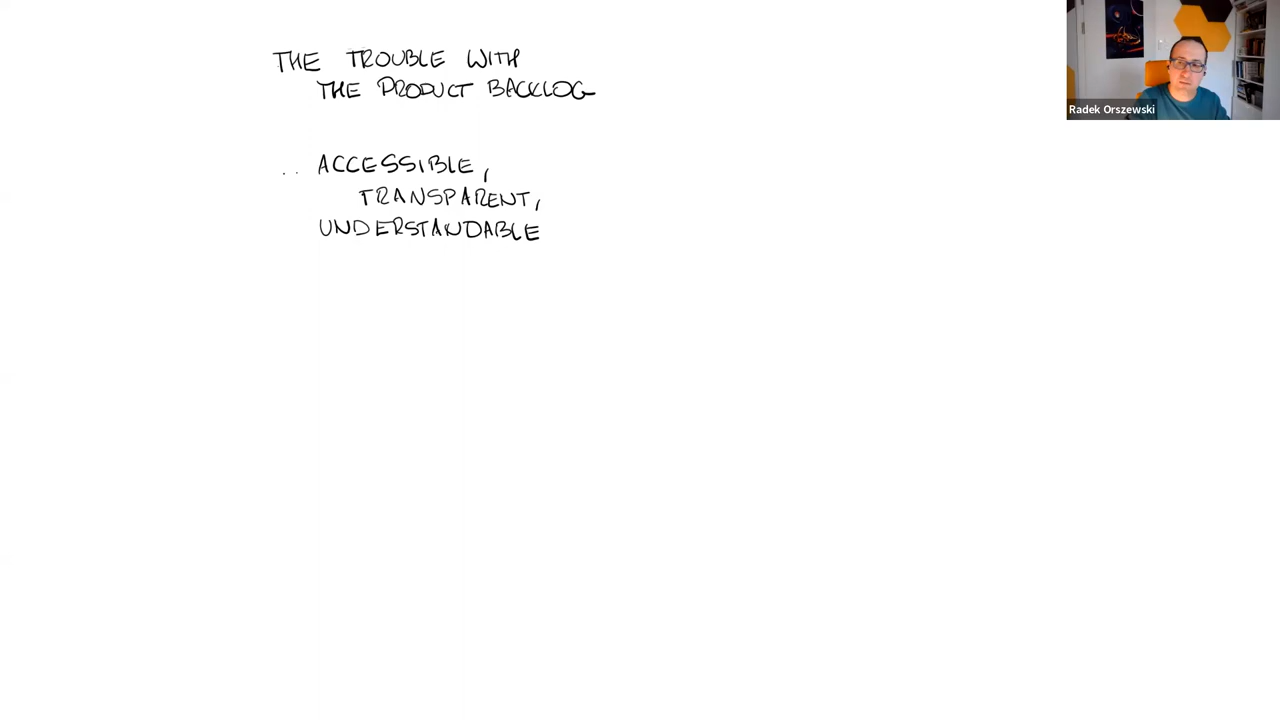 THE TROUBLE WITH
THE PRODUCT BACKLOG
.. ACCESSIBLE,
TRANSPARENT,
UNDERSTANDABLE
Radek Orszewski